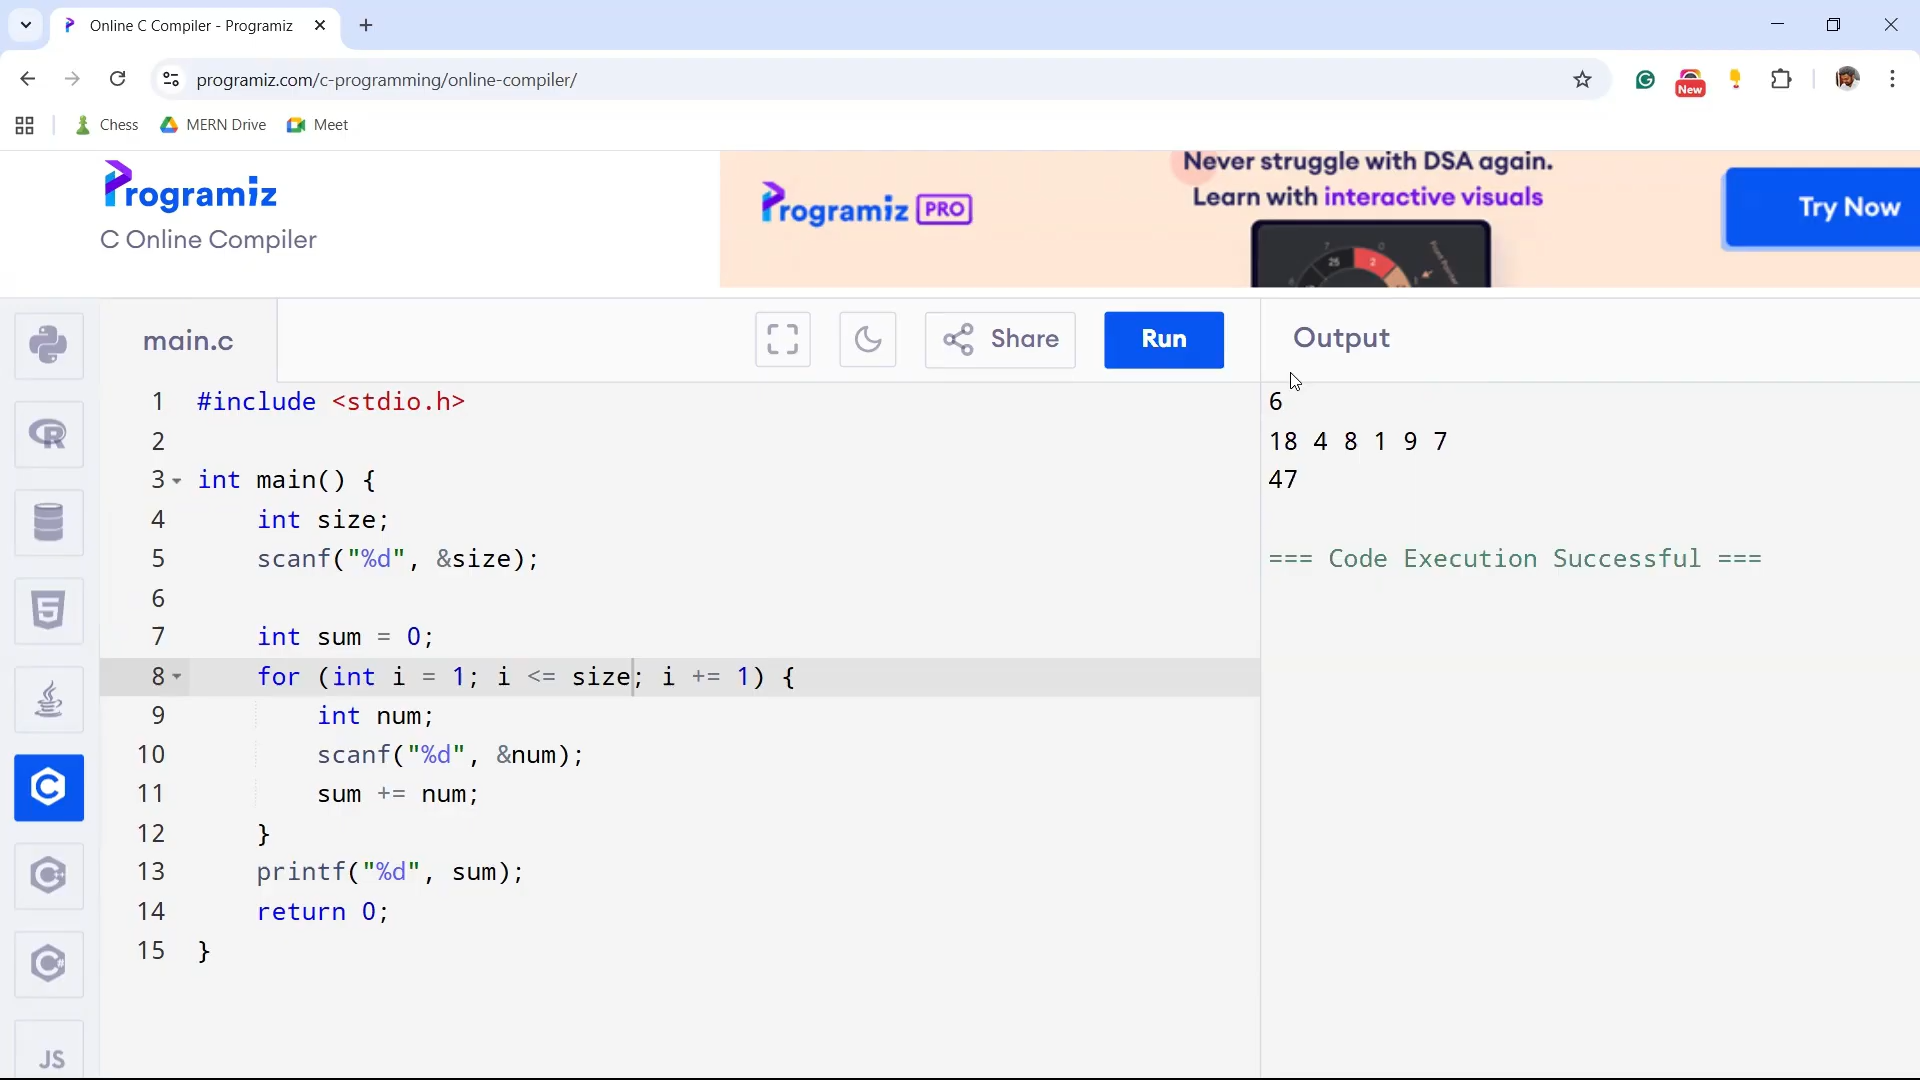 Online C Compiler - Programiz
programiz.com/c-programming/online-compiler/
New
Chess
MERN Drive
Meet
Programiz
C Online Compiler
Programiz PRO
Never struggle with DSA again.
Learn with interactive visuals
Try Now
main.c
Share
Run
Output
1 #include <stdio.h>
2
3 int main() {
4 int size;
5 scanf("%d", &size);
6
7 int sum = 0;
8 for (int i = 1; i <= size; i += 1) {
9 int num;
10 scanf("%d", &num);
11 sum += num;
12 }
13 printf("%d", sum);
14 return 0;
15 }
6
18 4 8 1 9 7
47
=== Code Execution Successful ===
JS